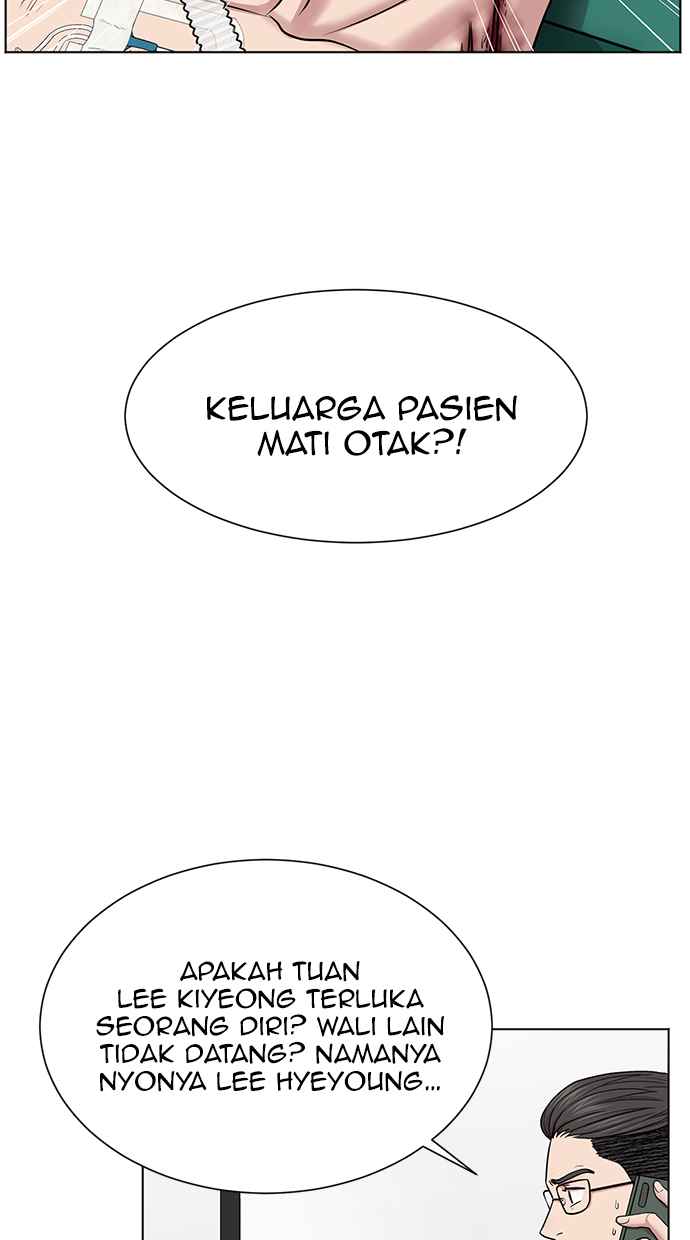 KELUARGA PASIEN
MATI OTAK?!
APAKAH TUAN
LEE KIYEONG TERLUKA
SEORANG DIRI? WALI LAIN
TIDAK DATANG? NAMANYA
NYONYA LEE HYEYOUNG...